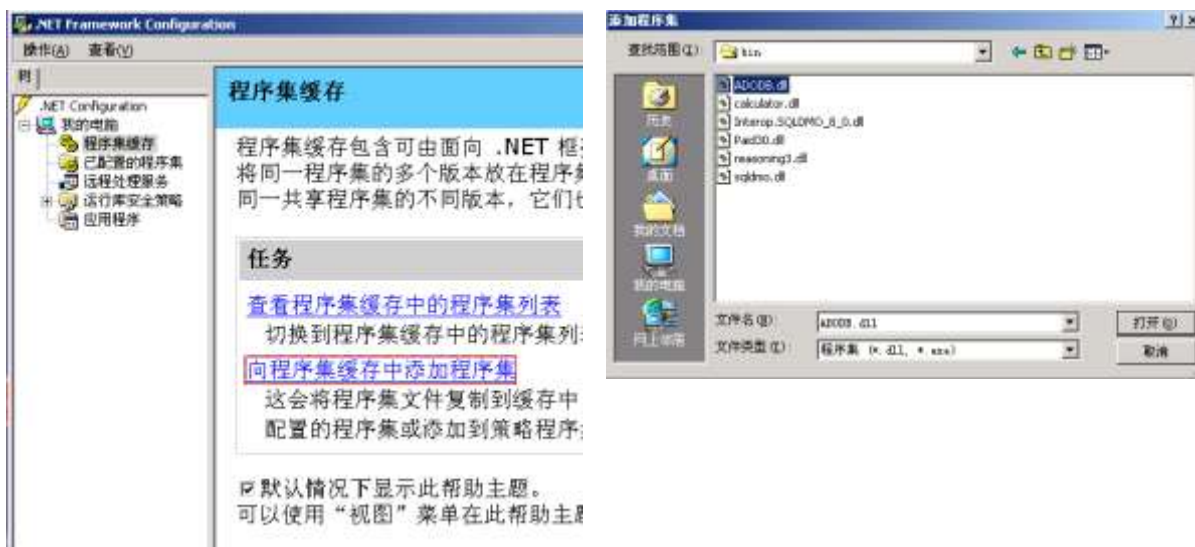 .NET Framework Configuration
操作(A) 查看(V)
树
.NET Configuration
我的电脑
程序集缓存
已配置的程序集
远程处理服务
运行库安全策略
应用程序
程序集缓存
程序集缓存包含可由面向 .NET 框
将同一程序集的多个版本放在程序
同一共享程序集的不同版本，它们也
任务
查看程序集缓存中的程序集列表
切换到程序集缓存中的程序集列
向程序集缓存中添加程序集
这会将程序集文件复制到缓存中
配置的程序集或添加到策略程序
默认情况下显示此帮助主题。
可以使用“视图”菜单在此帮助主题
添加程序集
查找范围(I): bin
历史
桌面
我的文档
我的电脑
网上邻居
ADODB.dll
calculator.dll
Interop.SQLDMO_8_0.dll
reasoning3.dll
sqldmo.dll
文件名(N): ADODB.dll
打开(O)
文件类型(L): 程序集 (*.dll, *.exe)
取消